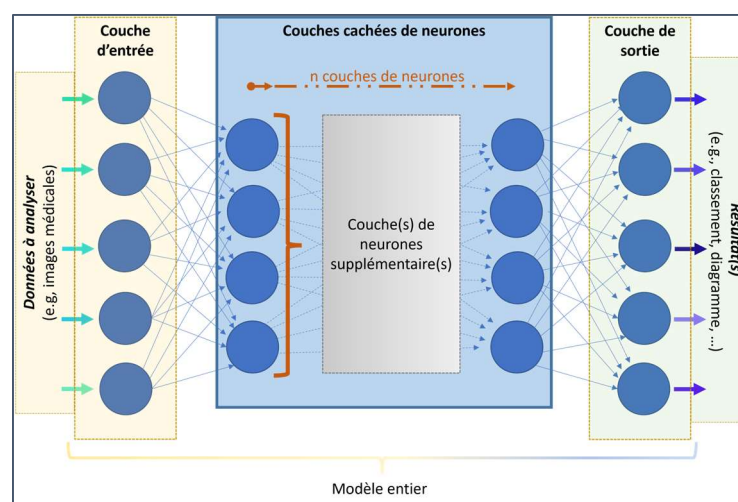 Couche
d'entrée
Couches cachées de neurones
Couche de
sortie
n couches de neurones
Données à analyser
(e.g, images médicales)
Couche(s) de
neurones
supplémentaire(s)
Résultat(s)
(e.g., classement, diagramme, ...)
Modèle entier